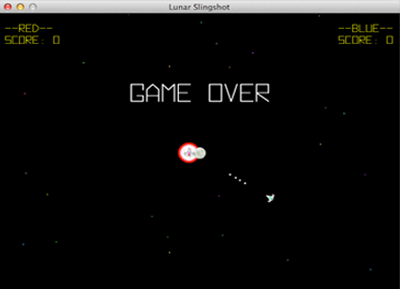 Lunar Slingshot
--RED--
SCORE: 0
--BLUE--
SCORE: 0
GAME OVER